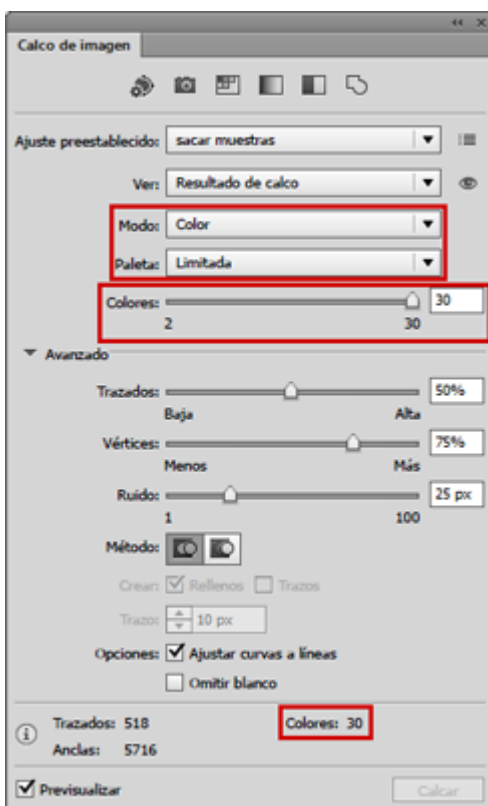 Calco de imagen
Ajuste preestablecido: sacar muestras
Ver: Resultado de calco
Modo: Color
Paleta: Limitada
Colores: 30
2 30
Avanzado
Trazados: 50%
Baja Alta
Vértices: 75%
Menos Más
Ruido: 25 px
1 100
Método:
Crear: Rellenos Trazos
Trazo: 10 px
Opciones: Ajustar curvas a líneas
Omitir blanco
Trazados: 518 Colores: 30
Anclas: 5716
Previsualizar Calcar